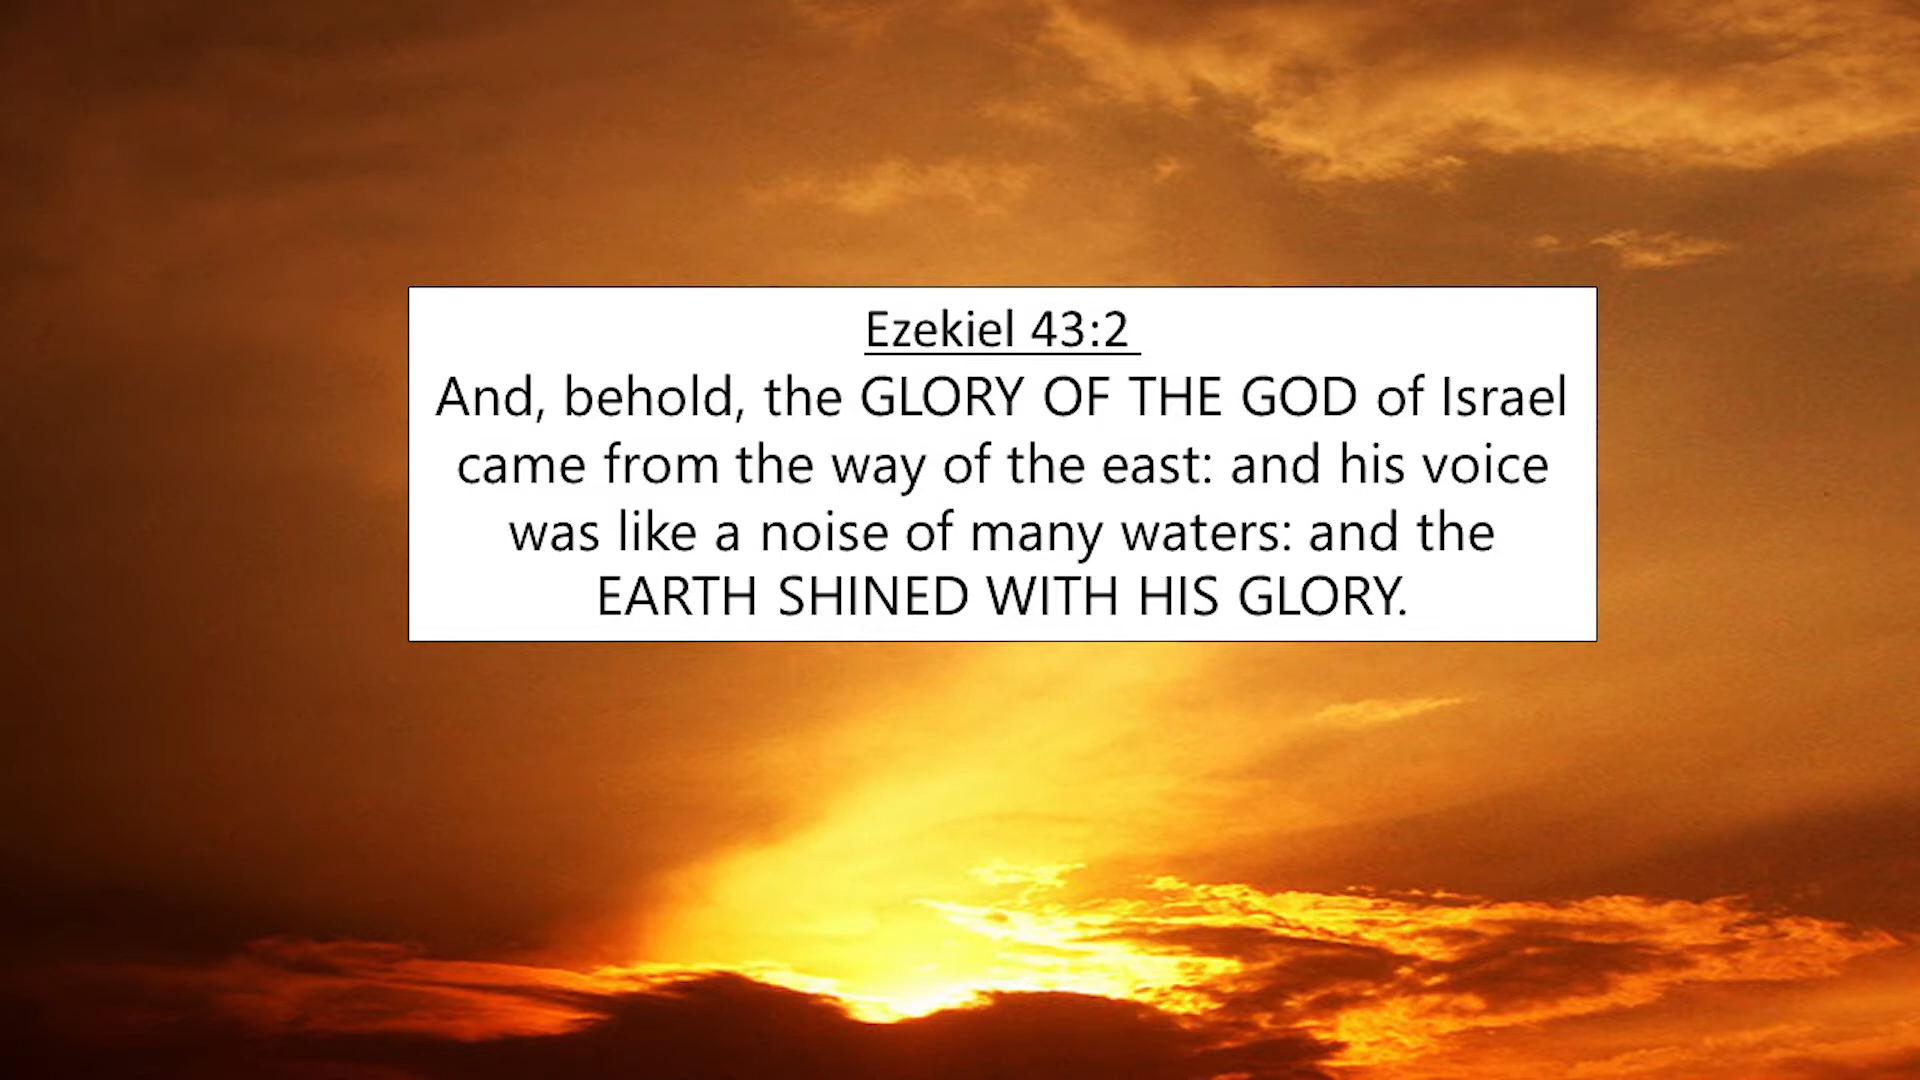 Ezekiel 43:2
And, behold, the GLORY OF THE GOD of Israel
came from the way of the east: and his voice
was like a noise of many waters: and the
EARTH SHINED WITH HIS GLORY.